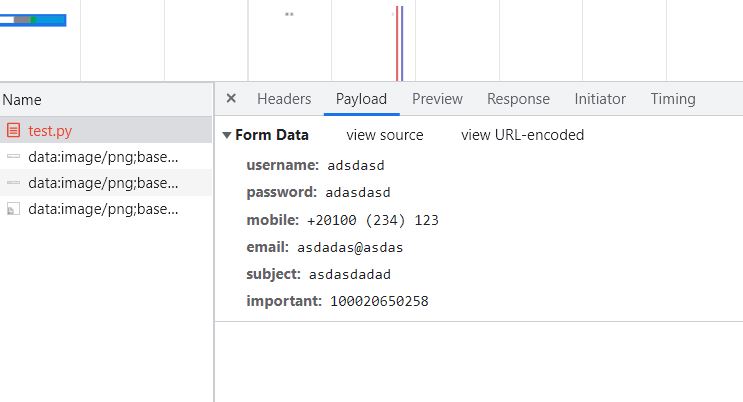 Name
test.py
data:image/png;base...
data:image/png;base...
data:image/png;base...
× Headers Payload Preview Response Initiator Timing
▼ Form Data view source view URL-encoded
username: adsdasd
password: adasdasd
mobile: +20100 (234) 123
email: asdadas@asdas
subject: asdasdadad
important: 100020650258